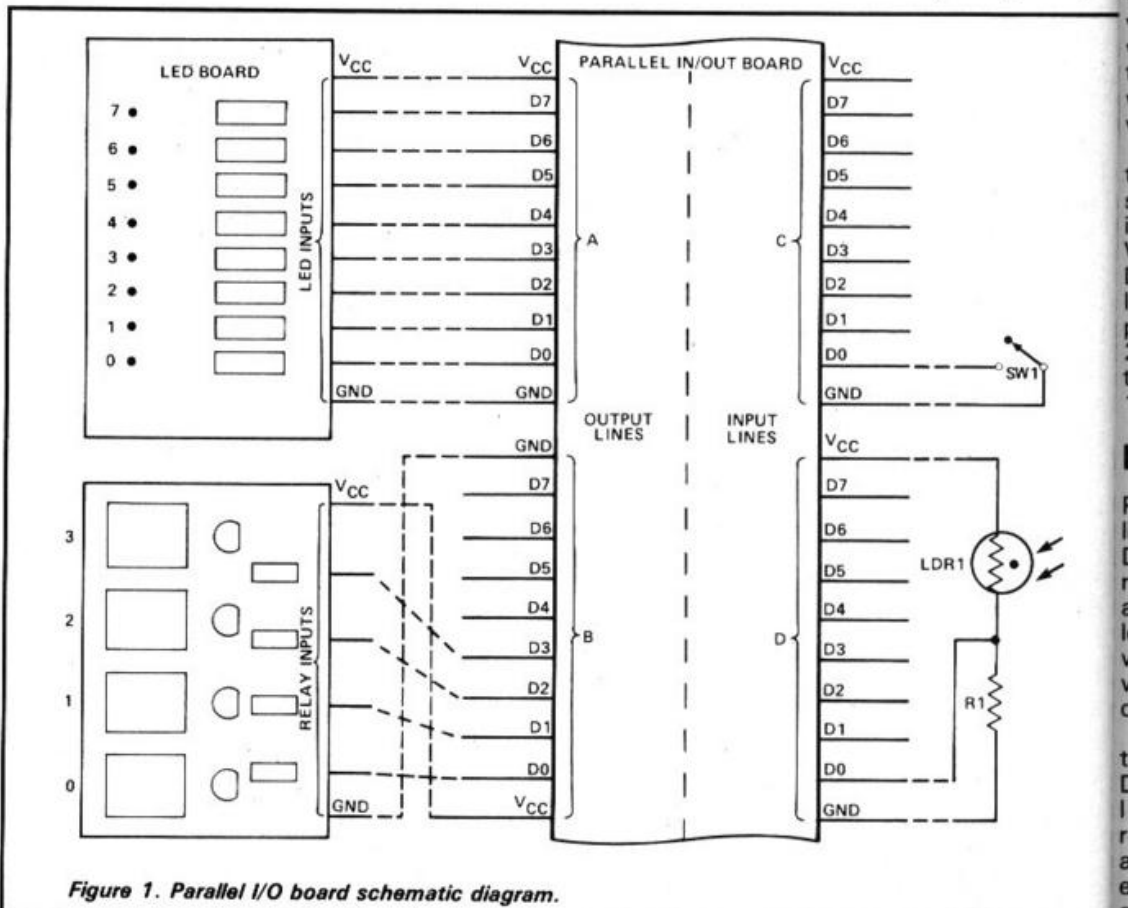 LED BOARD
7
6
5
4
3
2
1
0
LED INPUTS
VCC
GND
VCC
D7
D6
D5
D4
D3
D2
D1
D0
GND
A
PARALLEL IN/OUT BOARD
OUTPUT
LINES
INPUT
LINES
C
VCC
D7
D6
D5
D4
D3
D2
D1
D0
GND
SW1
3
2
1
0
RELAY INPUTS
VCC
GND
GND
D7
D6
D5
D4
D3
D2
D1
D0
VCC
B
D
VCC
D7
D6
D5
D4
D3
D2
D1
D0
GND
LDR1
R1
Figure 1. Parallel I/O board schematic diagram.